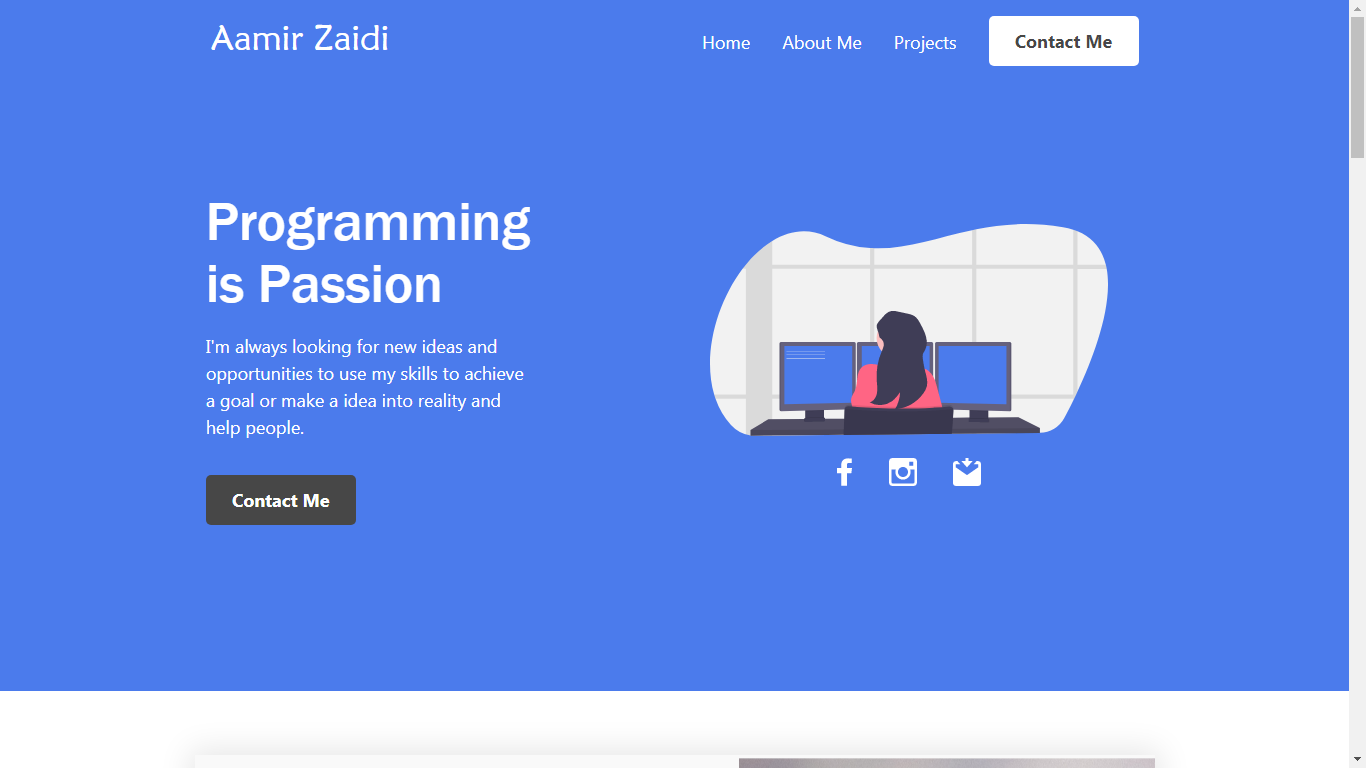 Aamir Zaidi
Home About Me Projects Contact Me
Programming
is Passion
I'm always looking for new ideas and
opportunities to use my skills to achieve
a goal or make a idea into reality and
help people.
Contact Me